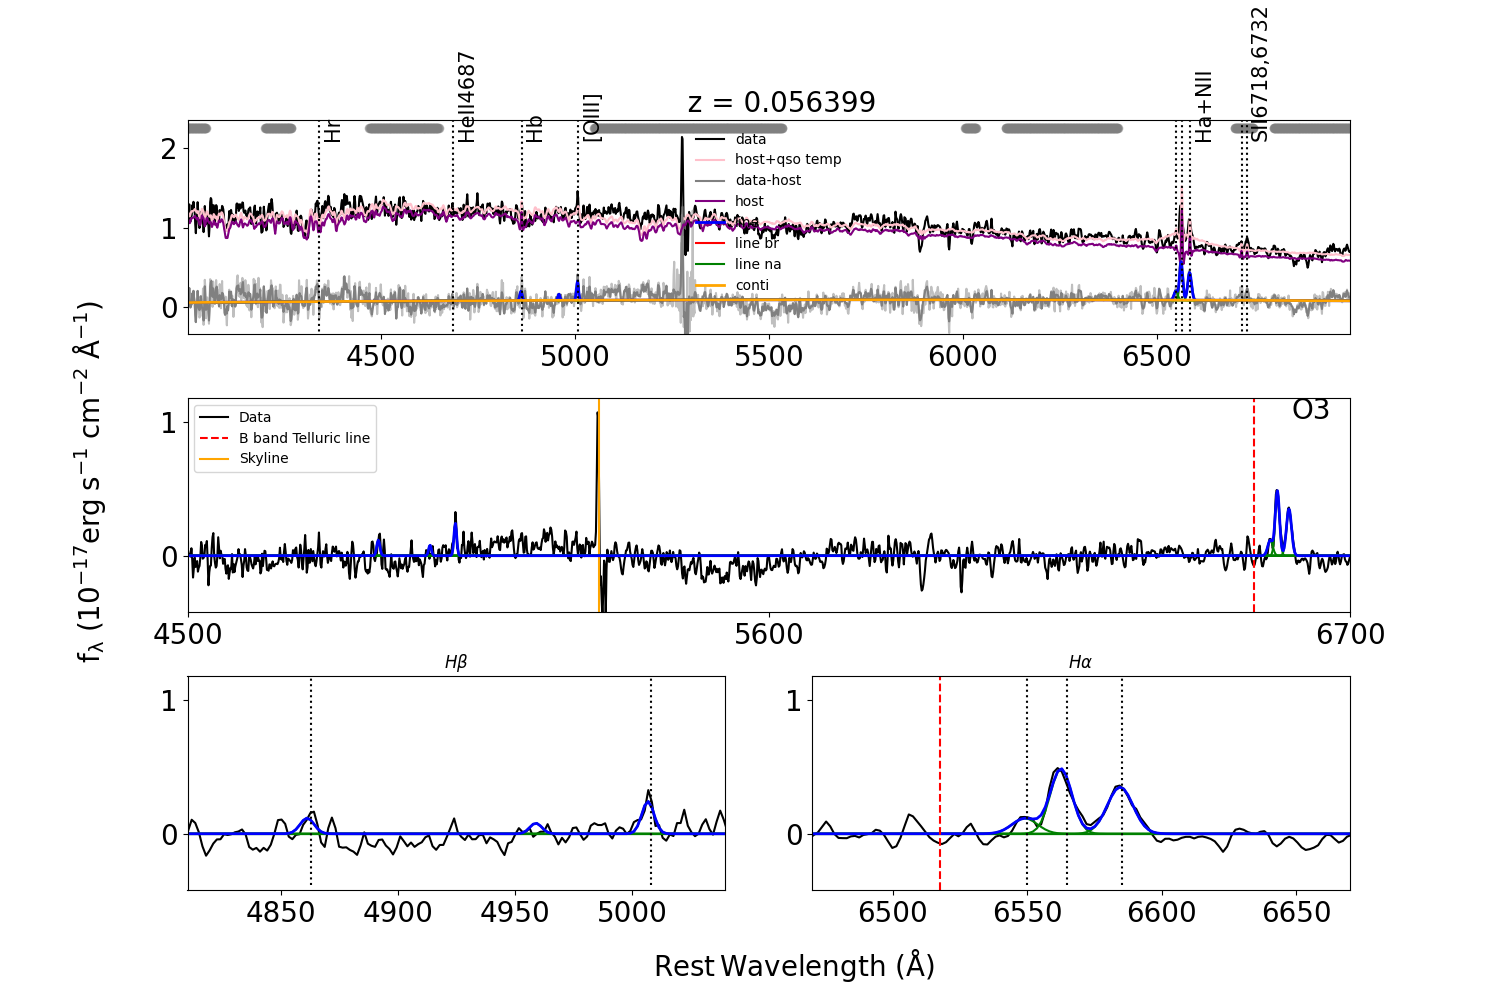 z = 0.056399
Hr
HeII4687
Hb
[OIII]
Ha+NII
SII6718,6732
data
host+qso temp
data-host
host
line br
line na
conti
2
1
0
4500 5000 5500 6000 6500
O3
Data
B band Telluric line
Skyline
1
0
4500 5600 6700
fλ (10−17erg s−1 cm−2 Å−1)
Hβ
1
0
4850 4900 4950 5000
Hα
1
0
6500 6550 6600 6650
Rest Wavelength (Å)